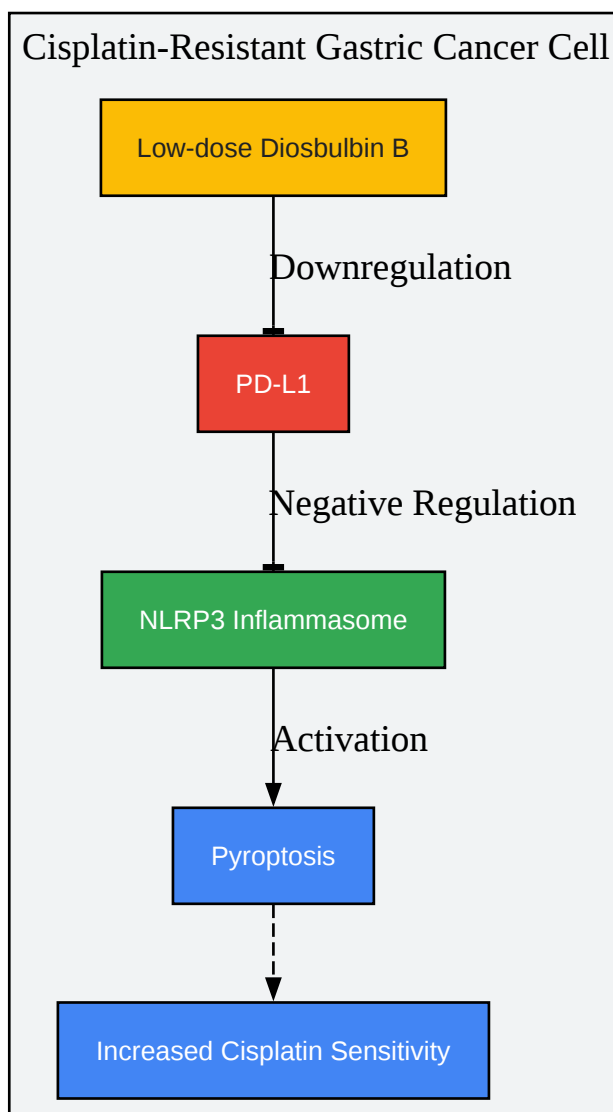 Cisplatin-Resistant Gastric Cancer Cell
Low-dose Diosbulbin B
Downregulation
PD-L1
Negative Regulation
NLRP3 Inflammasome
Activation
Pyroptosis
Increased Cisplatin Sensitivity